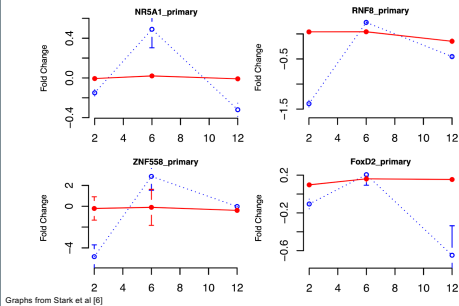 NR5A1_primary
RNF8_primary
Fold Change
0.4
0.0
−0.4
2 4 6 8 10 12
Fold Change
−0.5
−1.5
2 4 6 8 10 12
ZNF558_primary
FoxD2_primary
Fold Change
2
0
−4
2 4 6 8 10 12
Fold Change
0.2
−0.2
−0.6
2 4 6 8 10 12
Graphs from Stark et al [6]